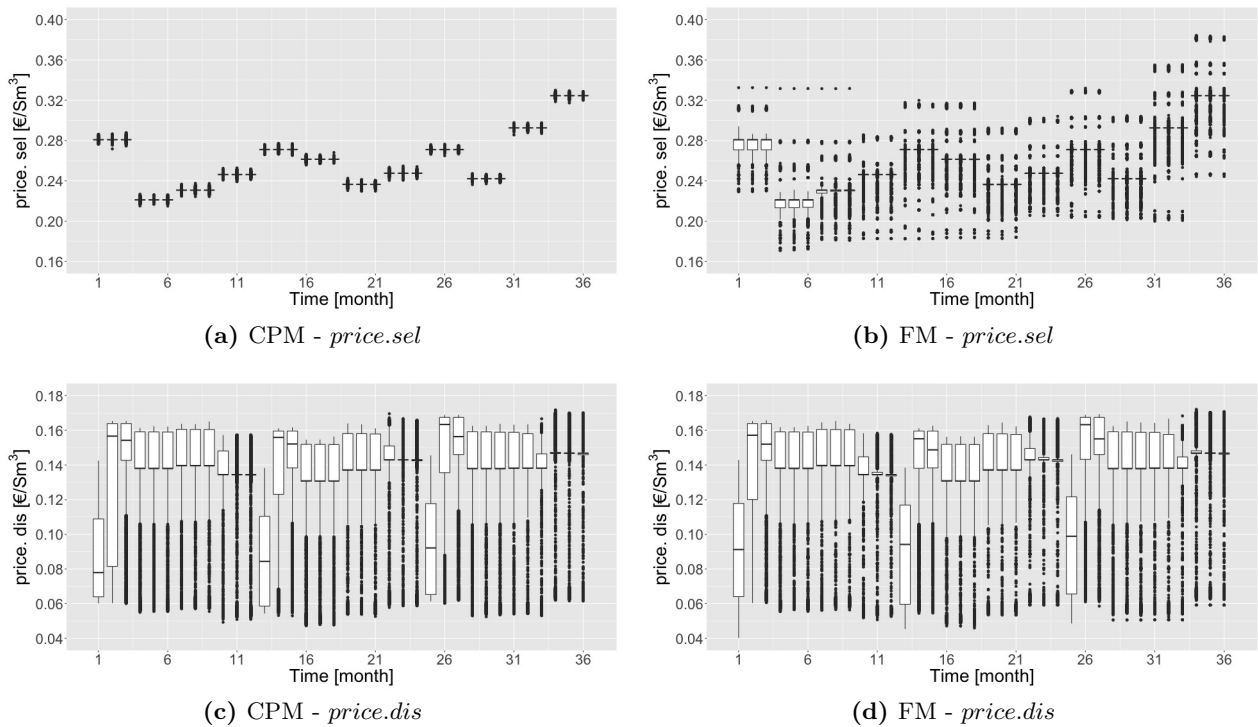 0.40
0.36
0.32
0.28
0.24
0.20
0.16
price. sel [€/Sm³]
1 6 11 16 21 26 31 36
Time [month]
(a) CPM - price.sel
0.40
0.36
0.32
0.28
0.24
0.20
0.16
price. sel [€/Sm³]
1 6 11 16 21 26 31 36
Time [month]
(b) FM - price.sel
0.18
0.16
0.14
0.12
0.10
0.08
0.06
0.04
price. dis [€/Sm³]
1 6 11 16 21 26 31 36
Time [month]
(c) CPM - price.dis
0.18
0.16
0.14
0.12
0.10
0.08
0.06
0.04
price. dis [€/Sm³]
1 6 11 16 21 26 31 36
Time [month]
(d) FM - price.dis